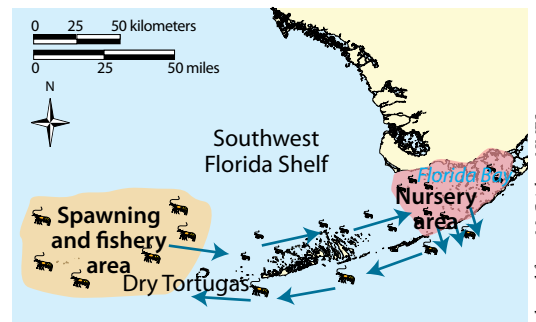 0 25 50 kilometers
0 25 50 miles
N
Southwest
Florida Shelf
Florida Bay
Nursery
area
Spawning
and fishery
area
Dry Tortugas